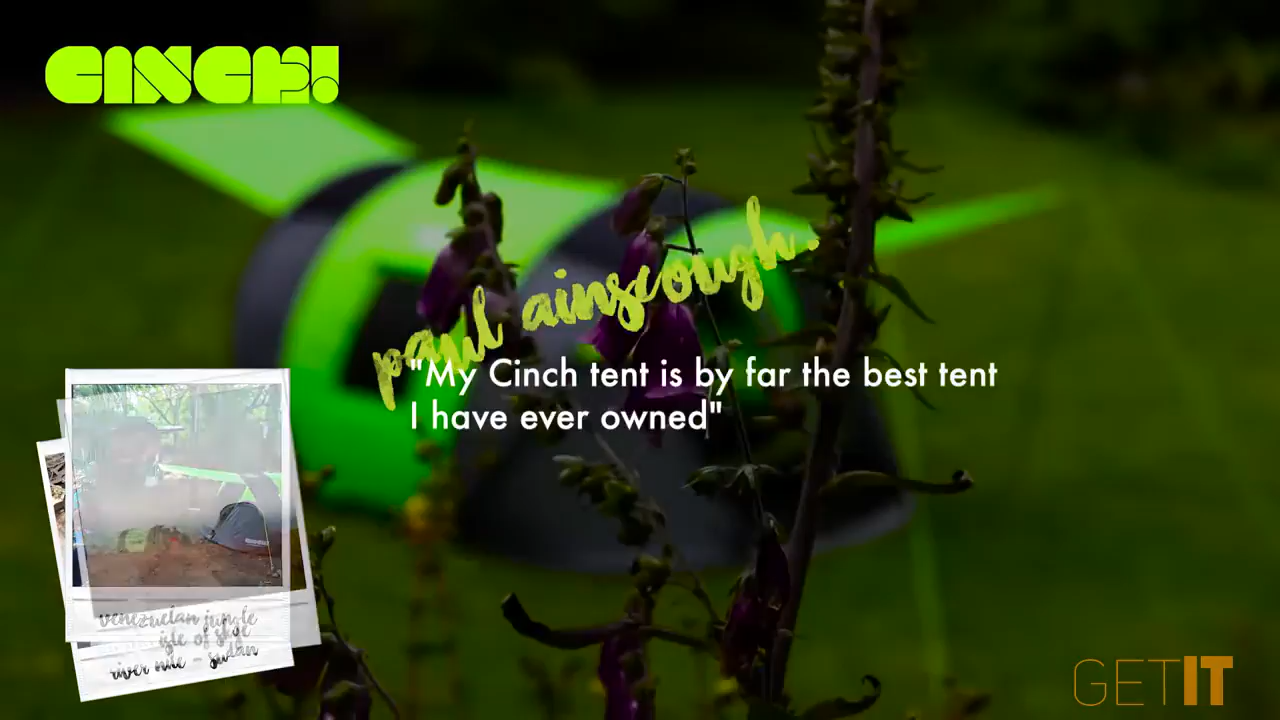 CINCH!
paul ainscough.
"My Cinch tent is by far the best tent
I have ever owned"
venezuelan jungle
isle of skye
river nile - sudan
GETIT